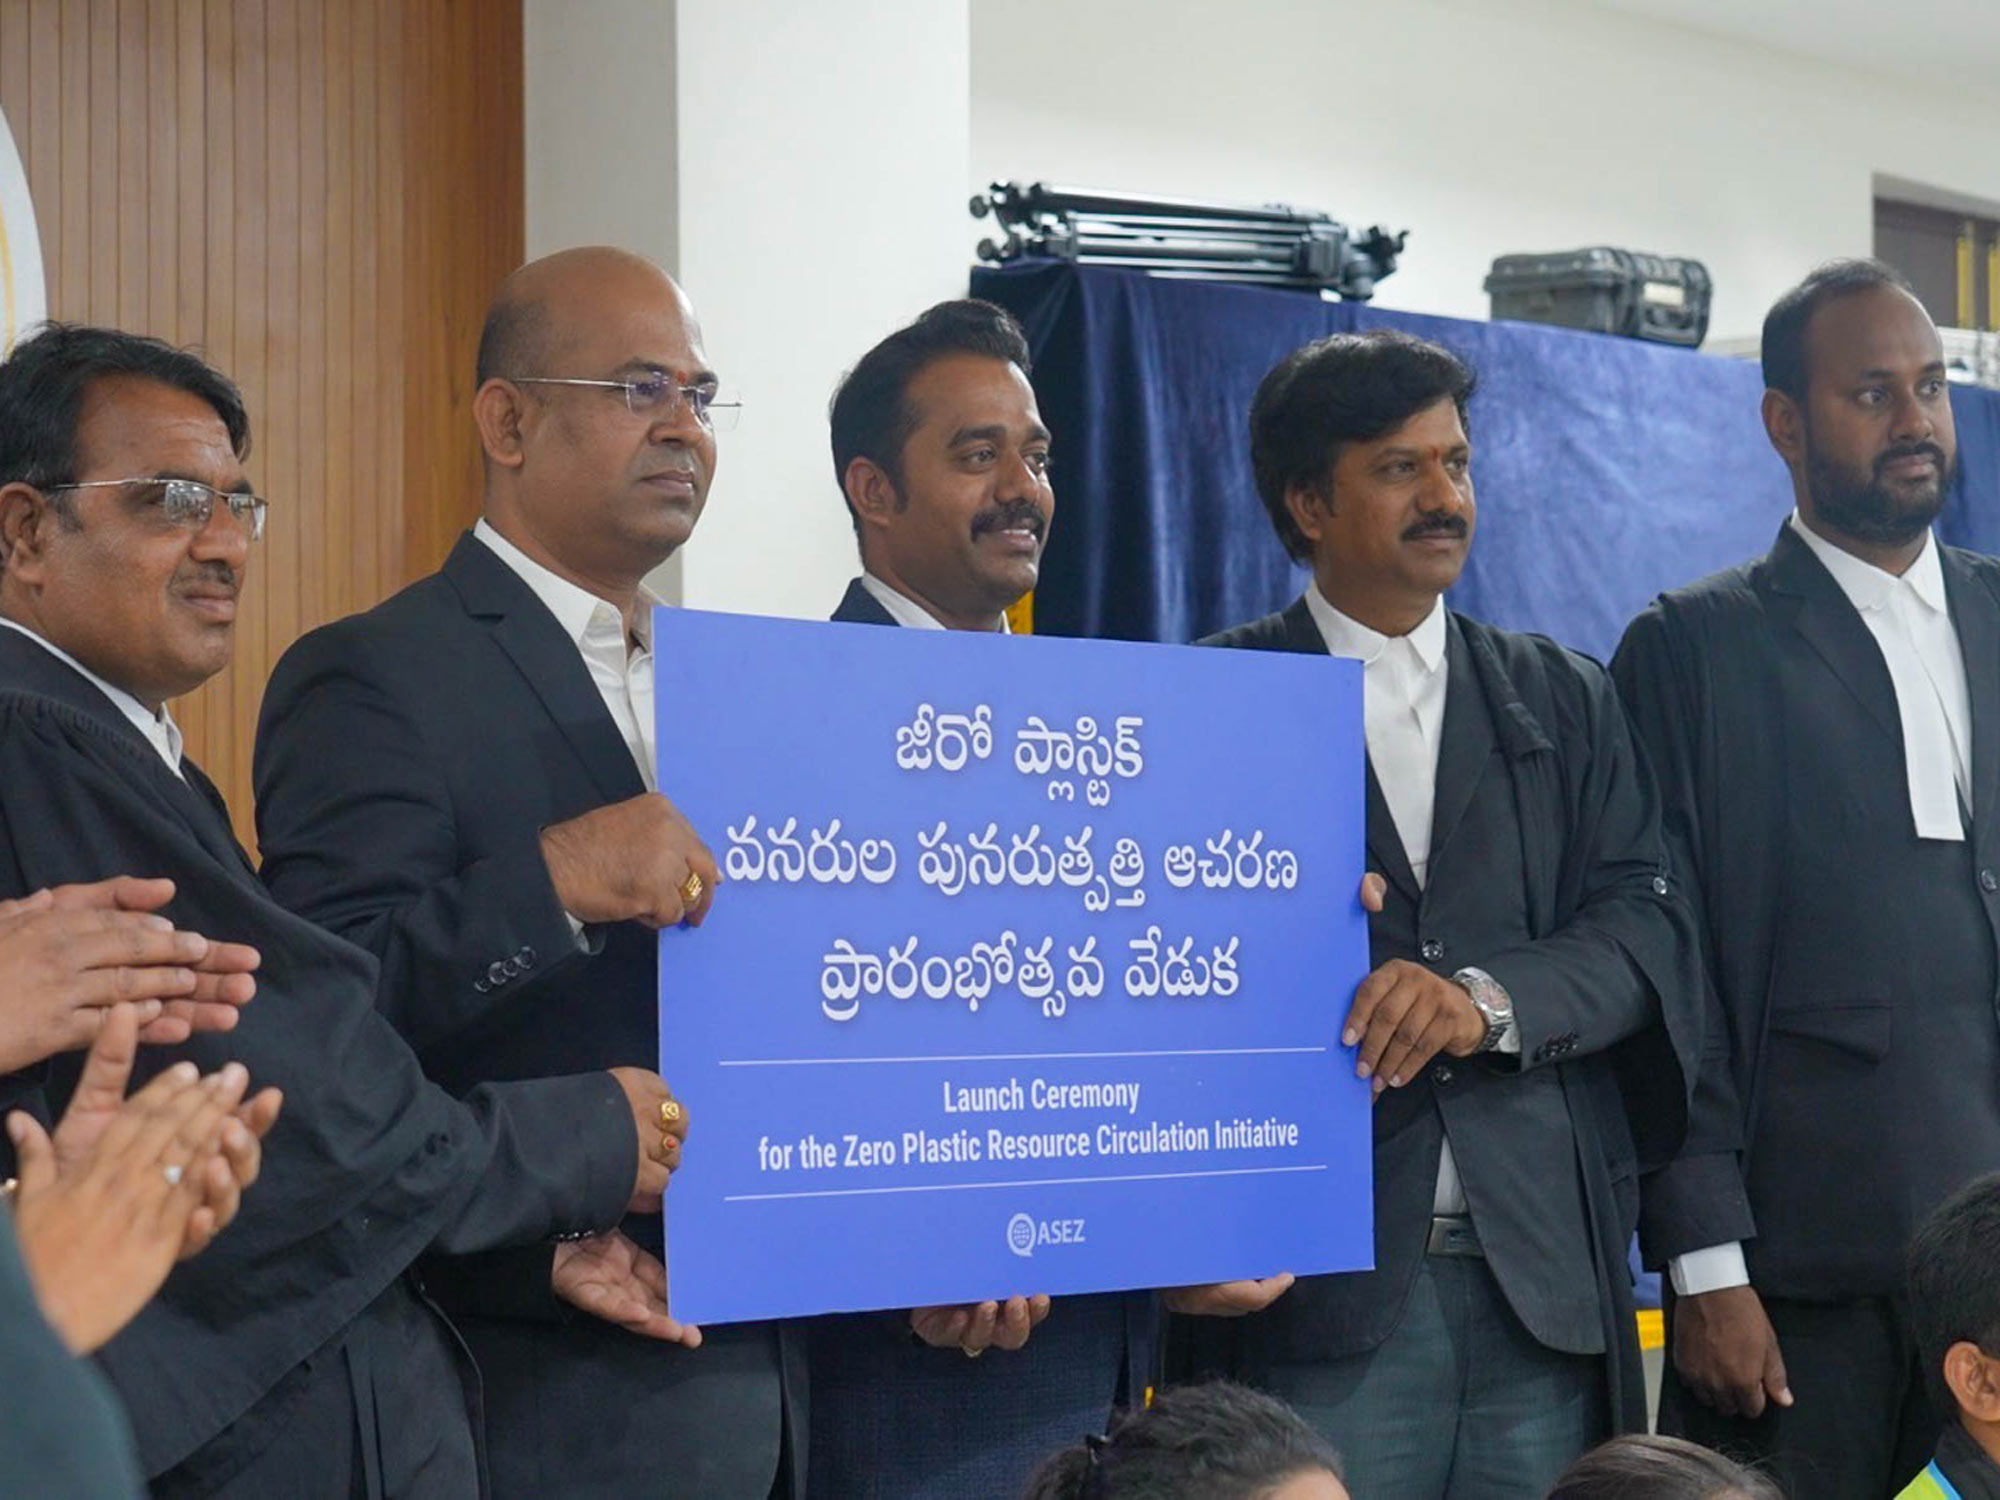 జీరో ప్లాస్టిక్
వనరుల పునరుత్పత్తి ఆచరణ
ప్రారంభోత్సవ వేడుక
Launch Ceremony
for the Zero Plastic Resource Circulation Initiative
ASEZ